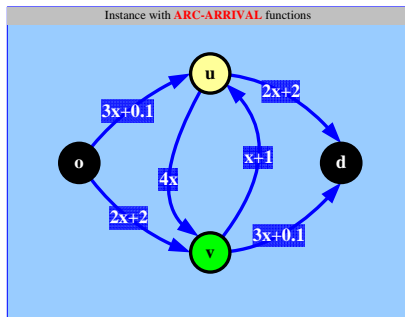 Instance with ARC-ARRIVAL functions
u
3x+0.1
2x+2
o
4x
x+1
d
2x+2
3x+0.1
v